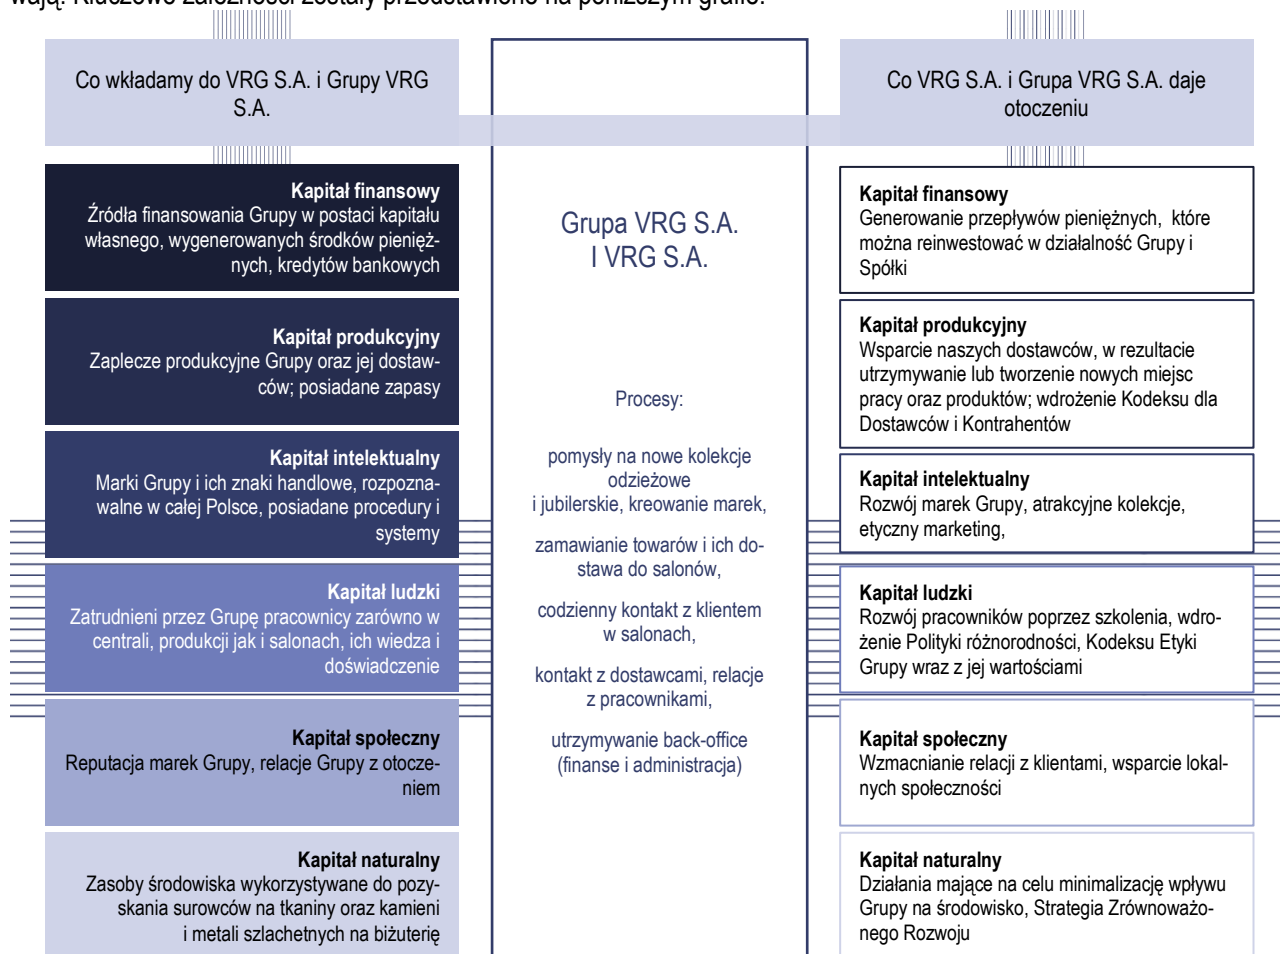 wają. Kluczowe zależności zostały przedstawione na poniższym grafie.
Co wkładamy do VRG S.A. i Grupy VRG
S.A.
Kapitał finansowy
Źródła finansowania Grupy w postaci kapitału
własnego, wygenerowanych środków pienięż-
nych, kredytów bankowych
Kapitał produkcyjny
Zaplecze produkcyjne Grupy oraz jej dostaw-
ców; posiadane zapasy
Kapitał intelektualny
Marki Grupy i ich znaki handlowe, rozpozna-
walne w całej Polsce, posiadane procedury i
systemy
Kapitał ludzki
Zatrudnieni przez Grupę pracownicy zarówno w
centrali, produkcji jak i salonach, ich wiedza i
doświadczenie
Kapitał społeczny
Reputacja marek Grupy, relacje Grupy z otocze-
niem
Kapitał naturalny
Zasoby środowiska wykorzystywane do pozy-
skania surowców na tkaniny oraz kamieni
i metali szlachetnych na biżuterię
Grupa VRG S.A.
I VRG S.A.
Procesy:
pomysły na nowe kolekcje
odzieżowe
i jubilerskie, kreowanie marek,
zamawianie towarów i ich do-
stawa do salonów,
codzienny kontakt z klientem
w salonach,
kontakt z dostawcami, relacje
z pracownikami,
utrzymywanie back-office
(finanse i administracja)
Co VRG S.A. i Grupa VRG S.A. daje
otoczeniu
Kapitał finansowy
Generowanie przepływów pieniężnych, które
można reinwestować w działalność Grupy i
Spółki
Kapitał produkcyjny
Wsparcie naszych dostawców, w rezultacie
utrzymywanie lub tworzenie nowych miejsc
pracy oraz produktów; wdrożenie Kodeksu dla
Dostawców i Kontrahentów
Kapitał intelektualny
Rozwój marek Grupy, atrakcyjne kolekcje,
etyczny marketing,
Kapitał ludzki
Rozwój pracowników poprzez szkolenia, wdro-
żenie Polityki różnorodności, Kodeksu Etyki
Grupy wraz z jej wartościami
Kapitał społeczny
Wzmacnianie relacji z klientami, wsparcie lokal-
nych społeczności
Kapitał naturalny
Działania mające na celu minimalizację wpływu
Grupy na środowisko, Strategia Zrównoważo-
nego Rozwoju